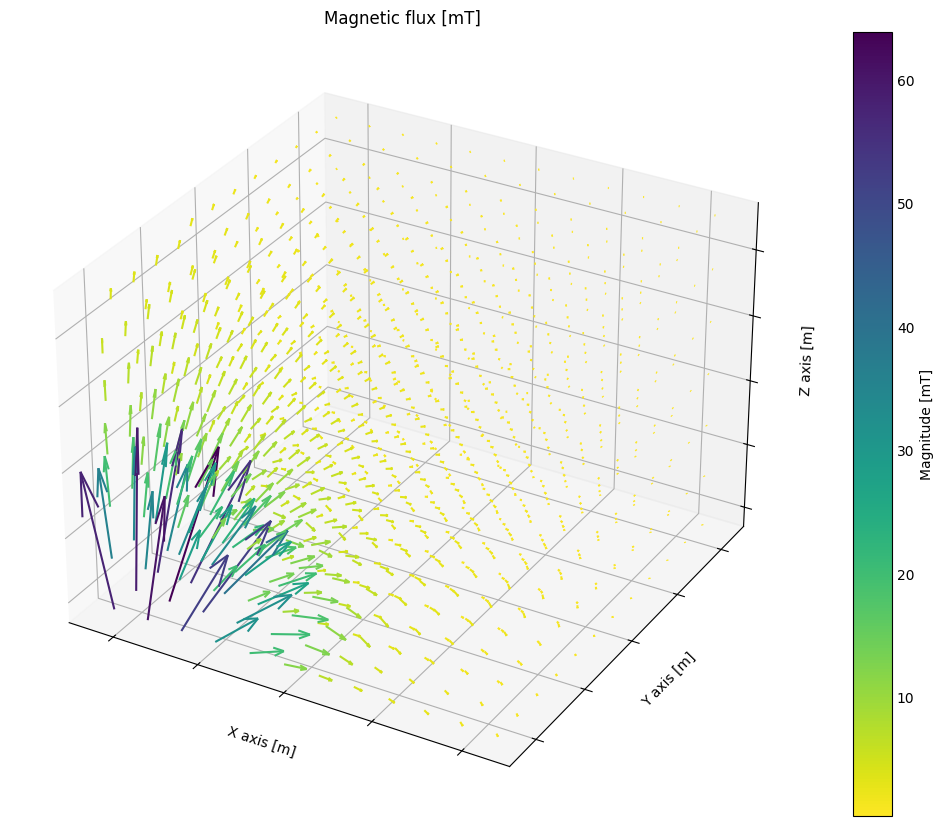 Magnetic flux [mT]
60
50
40
30
20
10
Magnitude [mT]
Z axis [m]
Y axis [m]
X axis [m]